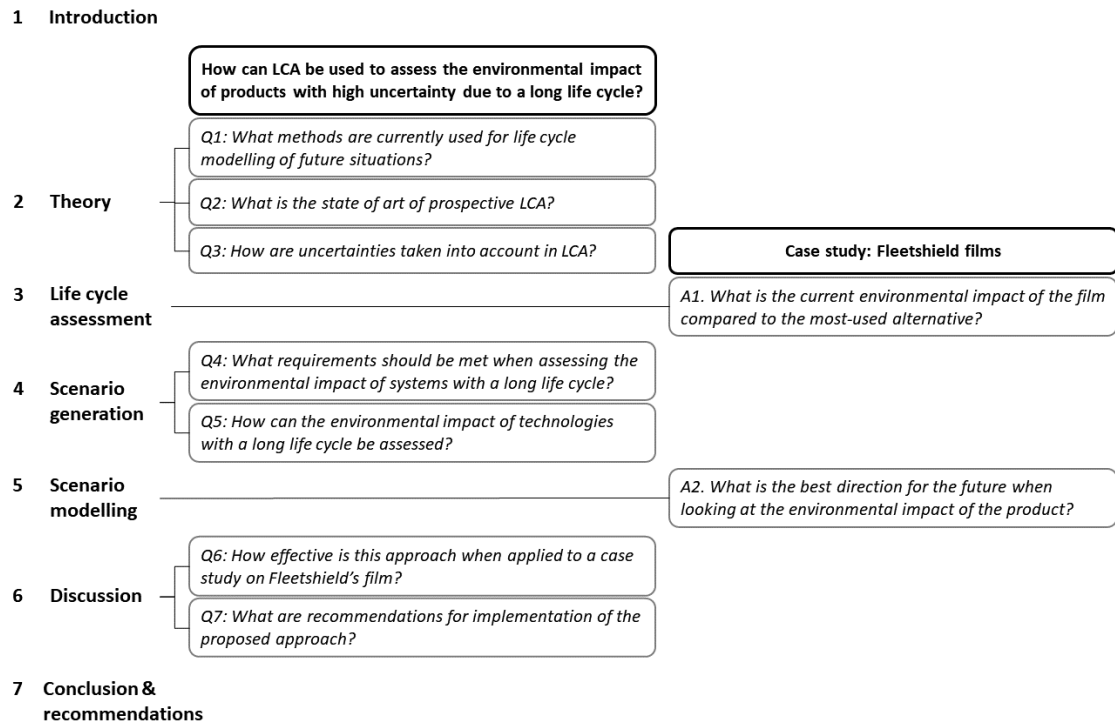 1 Introduction
How can LCA be used to assess the environmental impact
of products with high uncertainty due to a long life cycle?
Q1: What methods are currently used for life cycle
modelling of future situations?
2 Theory
Q2: What is the state of art of prospective LCA?
Q3: How are uncertainties taken into account in LCA?
Case study: Fleetshield films
3 Life cycle
assessment
A1. What is the current environmental impact of the film
compared to the most-used alternative?
4 Scenario
generation
Q4: What requirements should be met when assessing the
environmental impact of systems with a long life cycle?
Q5: How can the environmental impact of technologies
with a long life cycle be assessed?
5 Scenario
modelling
A2. What is the best direction for the future when
looking at the environmental impact of the product?
6 Discussion
Q6: How effective is this approach when applied to a case
study on Fleetshield’s film?
Q7: What are recommendations for implementation of the
proposed approach?
7 Conclusion &
recommendations